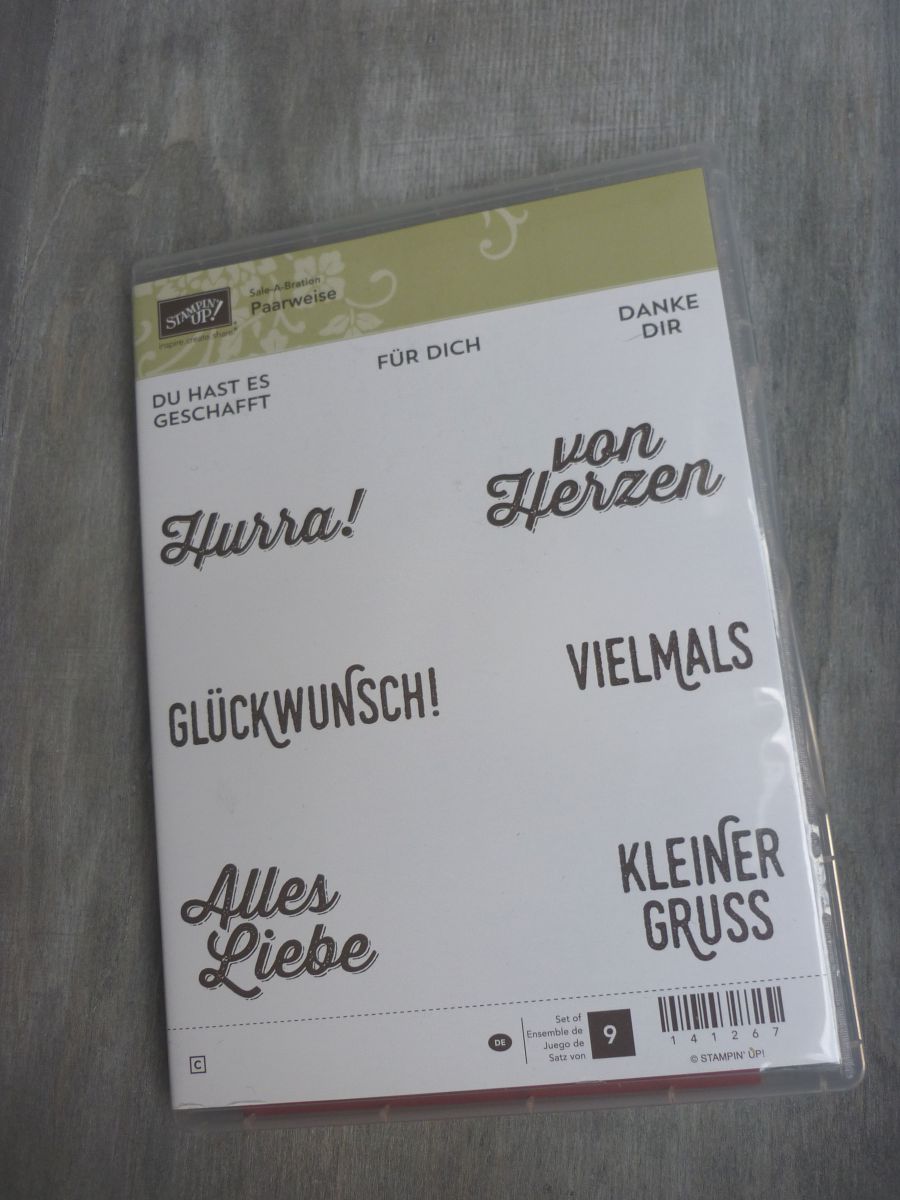 STAMPIN' UP!
inspire. create. share.®
Sale-A-Bration
Paarweise
DU HAST ES
GESCHAFFT
FÜR DICH
DANKE
DIR
Hurra!
von
Herzen
GLÜCKWUNSCH!
VIELMALS
Alles
Liebe
KLEINER
GRUSS
C
DE
Set of
Ensemble de
Juego de
Satz von
9
141267
© STAMPIN' UP!